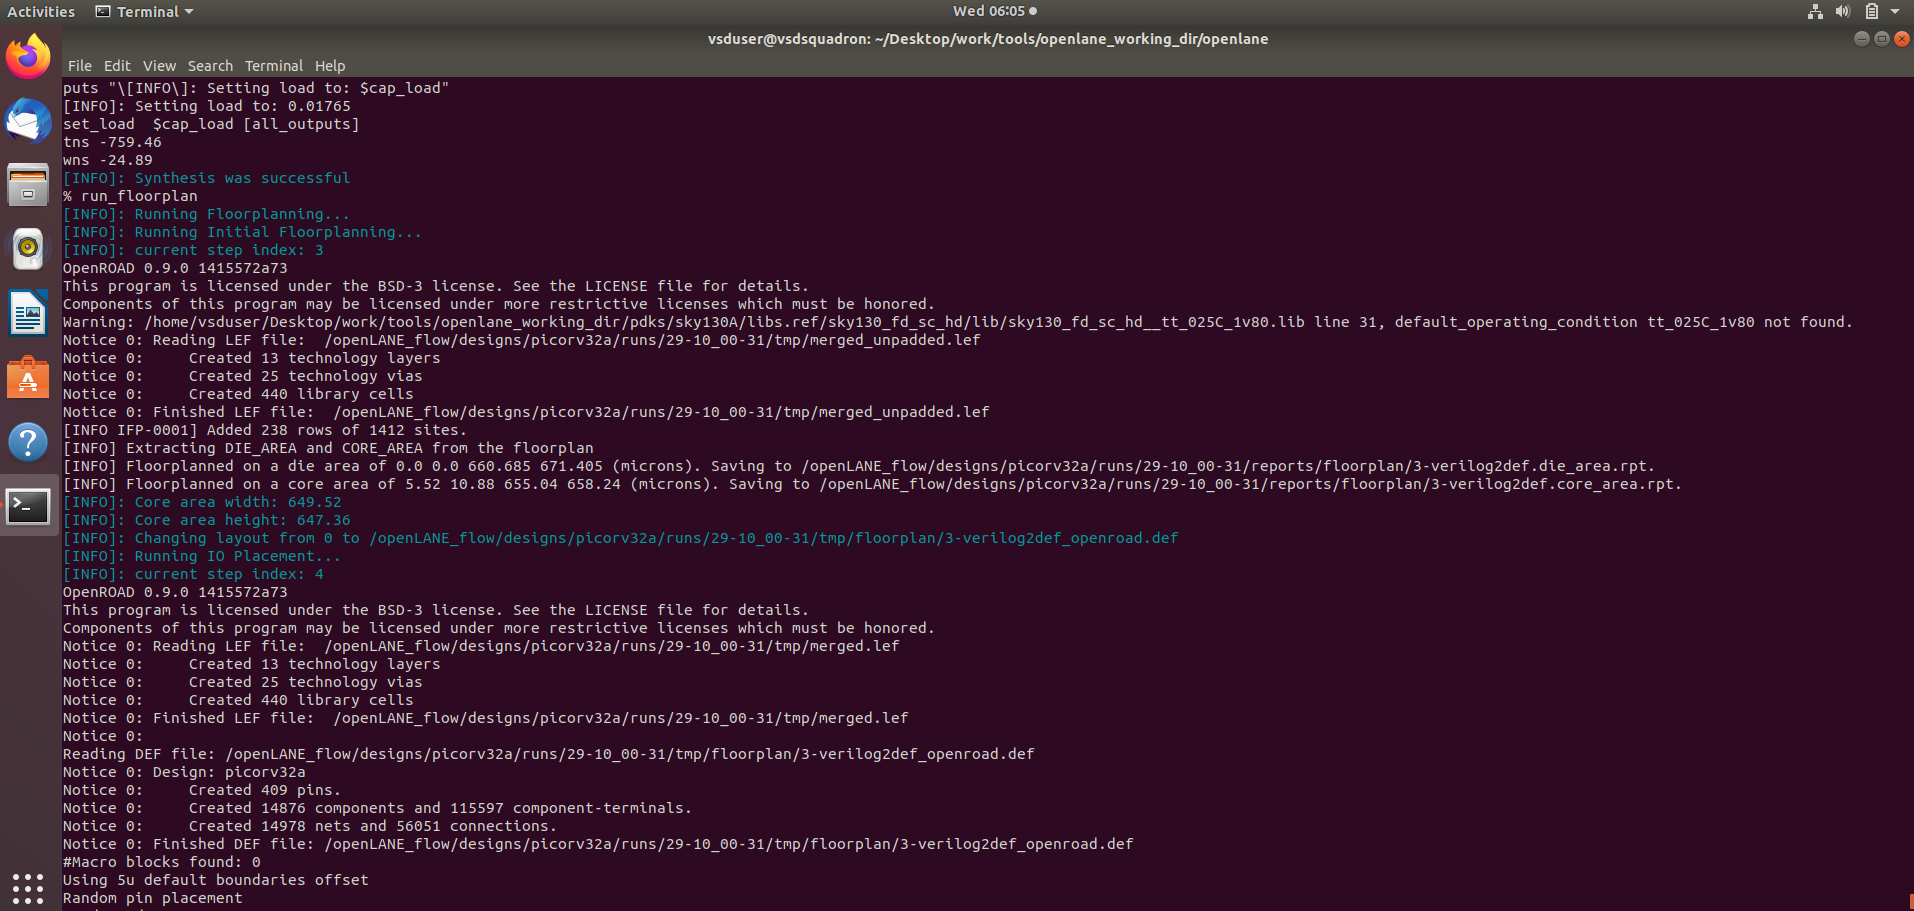 Activities
Terminal
Wed 06:05
vsduser@vsdsquadron: ~/Desktop/work/tools/openlane_working_dir/openlane
File Edit View Search Terminal Help
puts "\[INFO\]: Setting load to: $cap_load"
[INFO]: Setting load to: 0.01765
set_load  $cap_load [all_outputs]
tns -759.46
wns -24.89
[INFO]: Synthesis was successful
% run_floorplan
[INFO]: Running Floorplanning...
[INFO]: Running Initial Floorplanning...
[INFO]: current step index: 3
OpenROAD 0.9.0 1415572a73
This program is licensed under the BSD-3 license. See the LICENSE file for details.
Components of this program may be licensed under more restrictive licenses which must be honored.
Warning: /home/vsduser/Desktop/work/tools/openlane_working_dir/pdks/sky130A/libs.ref/sky130_fd_sc_hd/lib/sky130_fd_sc_hd__tt_025C_1v80.lib line 31, default_operating_condition tt_025C_1v80 not found.
Notice 0: Reading LEF file:  /openLANE_flow/designs/picorv32a/runs/29-10_00-31/tmp/merged_unpadded.lef
Notice 0:     Created 13 technology layers
Notice 0:     Created 25 technology vias
Notice 0:     Created 440 library cells
Notice 0: Finished LEF file:  /openLANE_flow/designs/picorv32a/runs/29-10_00-31/tmp/merged_unpadded.lef
[INFO IFP-0001] Added 238 rows of 1412 sites.
[INFO] Extracting DIE_AREA and CORE_AREA from the floorplan
[INFO] Floorplanned on a die area of 0.0 0.0 660.685 671.405 (microns). Saving to /openLANE_flow/designs/picorv32a/runs/29-10_00-31/reports/floorplan/3-verilog2def.die_area.rpt.
[INFO] Floorplanned on a core area of 5.52 10.88 655.04 658.24 (microns). Saving to /openLANE_flow/designs/picorv32a/runs/29-10_00-31/reports/floorplan/3-verilog2def.core_area.rpt.
[INFO]: Core area width: 649.52
[INFO]: Core area height: 647.36
[INFO]: Changing layout from 0 to /openLANE_flow/designs/picorv32a/runs/29-10_00-31/tmp/floorplan/3-verilog2def_openroad.def
[INFO]: Running IO Placement...
[INFO]: current step index: 4
OpenROAD 0.9.0 1415572a73
This program is licensed under the BSD-3 license. See the LICENSE file for details.
Components of this program may be licensed under more restrictive licenses which must be honored.
Notice 0: Reading LEF file:  /openLANE_flow/designs/picorv32a/runs/29-10_00-31/tmp/merged.lef
Notice 0:     Created 13 technology layers
Notice 0:     Created 25 technology vias
Notice 0:     Created 440 library cells
Notice 0: Finished LEF file:  /openLANE_flow/designs/picorv32a/runs/29-10_00-31/tmp/merged.lef
Notice 0:
Reading DEF file: /openLANE_flow/designs/picorv32a/runs/29-10_00-31/tmp/floorplan/3-verilog2def_openroad.def
Notice 0: Design: picorv32a
Notice 0:     Created 409 pins.
Notice 0:     Created 14876 components and 115597 component-terminals.
Notice 0:     Created 14978 nets and 56051 connections.
Notice 0: Finished DEF file: /openLANE_flow/designs/picorv32a/runs/29-10_00-31/tmp/floorplan/3-verilog2def_openroad.def
#Macro blocks found: 0
Using 5u default boundaries offset
Random pin placement